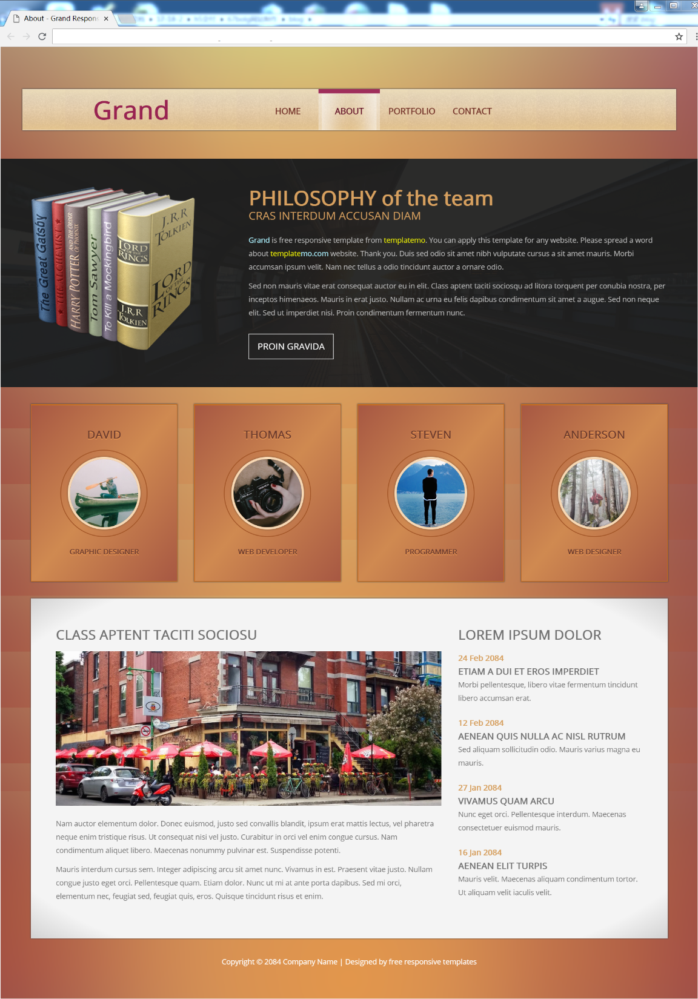 About - Grand Respons
Grand
HOME
ABOUT
PORTFOLIO
CONTACT
The Great Gatsby
THE ALCHEMIST
HARRY POTTER AND THE ORDER OF PHOENIX
Tom Sawyer
To Kill a Mockingbird
LORD OF THE RINGS
J.R.R TOLKIEN
J.R.R TOLKIEN
LORD OF THE RINGS
PHILOSOPHY of the team
CRAS INTERDUM ACCUSAN DIAM
Grand is free responsive template from templatemo. You can apply this template for any website. Please spread a word
about templatemo.com website. Thank you. Duis sed odio sit amet nibh vulputate cursus a sit amet mauris. Morbi
accumsan ipsum velit. Nam nec tellus a odio tincidunt auctor a ornare odio.
Sed non mauris vitae erat consequat auctor eu in elit. Class aptent taciti sociosqu ad litora torquent per conubia nostra, per
inceptos himenaeos. Mauris in erat justo. Nullam ac urna eu felis dapibus condimentum sit amet a augue. Sed non neque
elit. Sed ut imperdiet nisi. Proin condimentum fermentum nunc.
PROIN GRAVIDA
DAVID
GRAPHIC DESIGNER
THOMAS
WEB DEVELOPER
STEVEN
PROGRAMMER
ANDERSON
WEB DESIGNER
CLASS APTENT TACITI SOCIOSU
Nam auctor elementum dolor. Donec euismod, justo sed convallis blandit, ipsum erat mattis lectus, vel pharetra
neque enim tristique risus. Ut consequat nisi vel justo. Curabitur in orci vel enim congue cursus. Nam
condimentum aliquet libero. Maecenas nonummy pulvinar est. Suspendisse potenti.
Mauris interdum cursus sem. Integer adipiscing arcu sit amet nunc. Vivamus in est. Praesent vitae justo. Nullam
congue justo eget orci. Pellentesque quam. Etiam dolor. Nunc ut mi at ante porta dapibus. Sed mi orci,
elementum nec, feugiat sed, feugiat quis, eros. Quisque tincidunt risus et enim.
LOREM IPSUM DOLOR
24 Feb 2084
ETIAM A DUI ET EROS IMPERDIET
Morbi pellentesque, libero vitae fermentum tincidunt
libero accumsan erat.
12 Feb 2084
AENEAN QUIS NULLA AC NISL RUTRUM
Sed aliquam sollicitudin odio. Mauris varius magna eu
mauris.
27 Jan 2084
VIVAMUS QUAM ARCU
Nunc eget orci. Pellentesque interdum. Maecenas
consectetuer euismod mauris.
16 Jan 2084
AENEAN ELIT TURPIS
Mauris velit. Maecenas aliquam condimentum tortor.
Ut aliquam velit iaculis velit.
Copyright © 2084 Company Name | Designed by free responsive templates